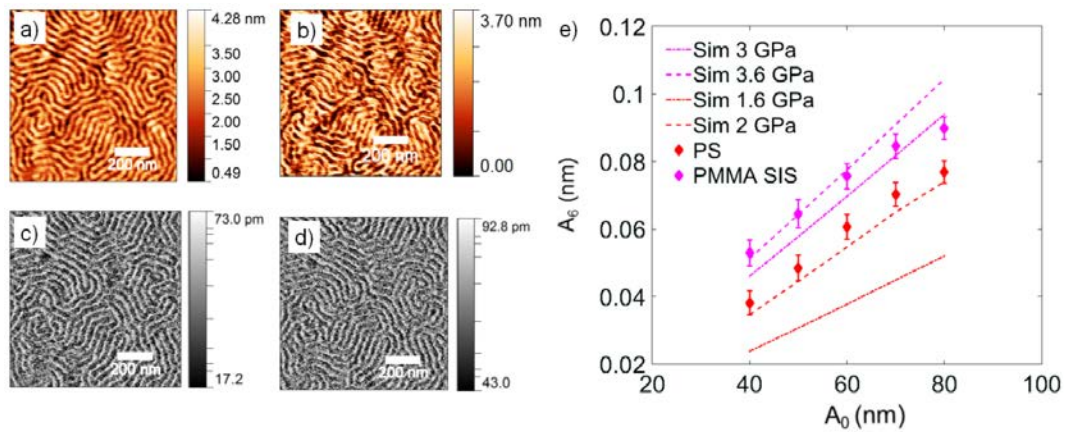 a)
4.28 nm
3.50
3.00
2.50
2.00
1.50
0.49
200 nm
b)
3.70 nm
0.00
200 nm
c)
73.0 pm
17.2
200 nm
d)
92.8 pm
43.0
200 nm
e)
0.12
0.1
0.08
0.06
0.04
0.02
A6 (nm)
Sim 3 GPa
Sim 3.6 GPa
Sim 1.6 GPa
Sim 2 GPa
PS
PMMA SIS
20 40 60 80 100
A0 (nm)